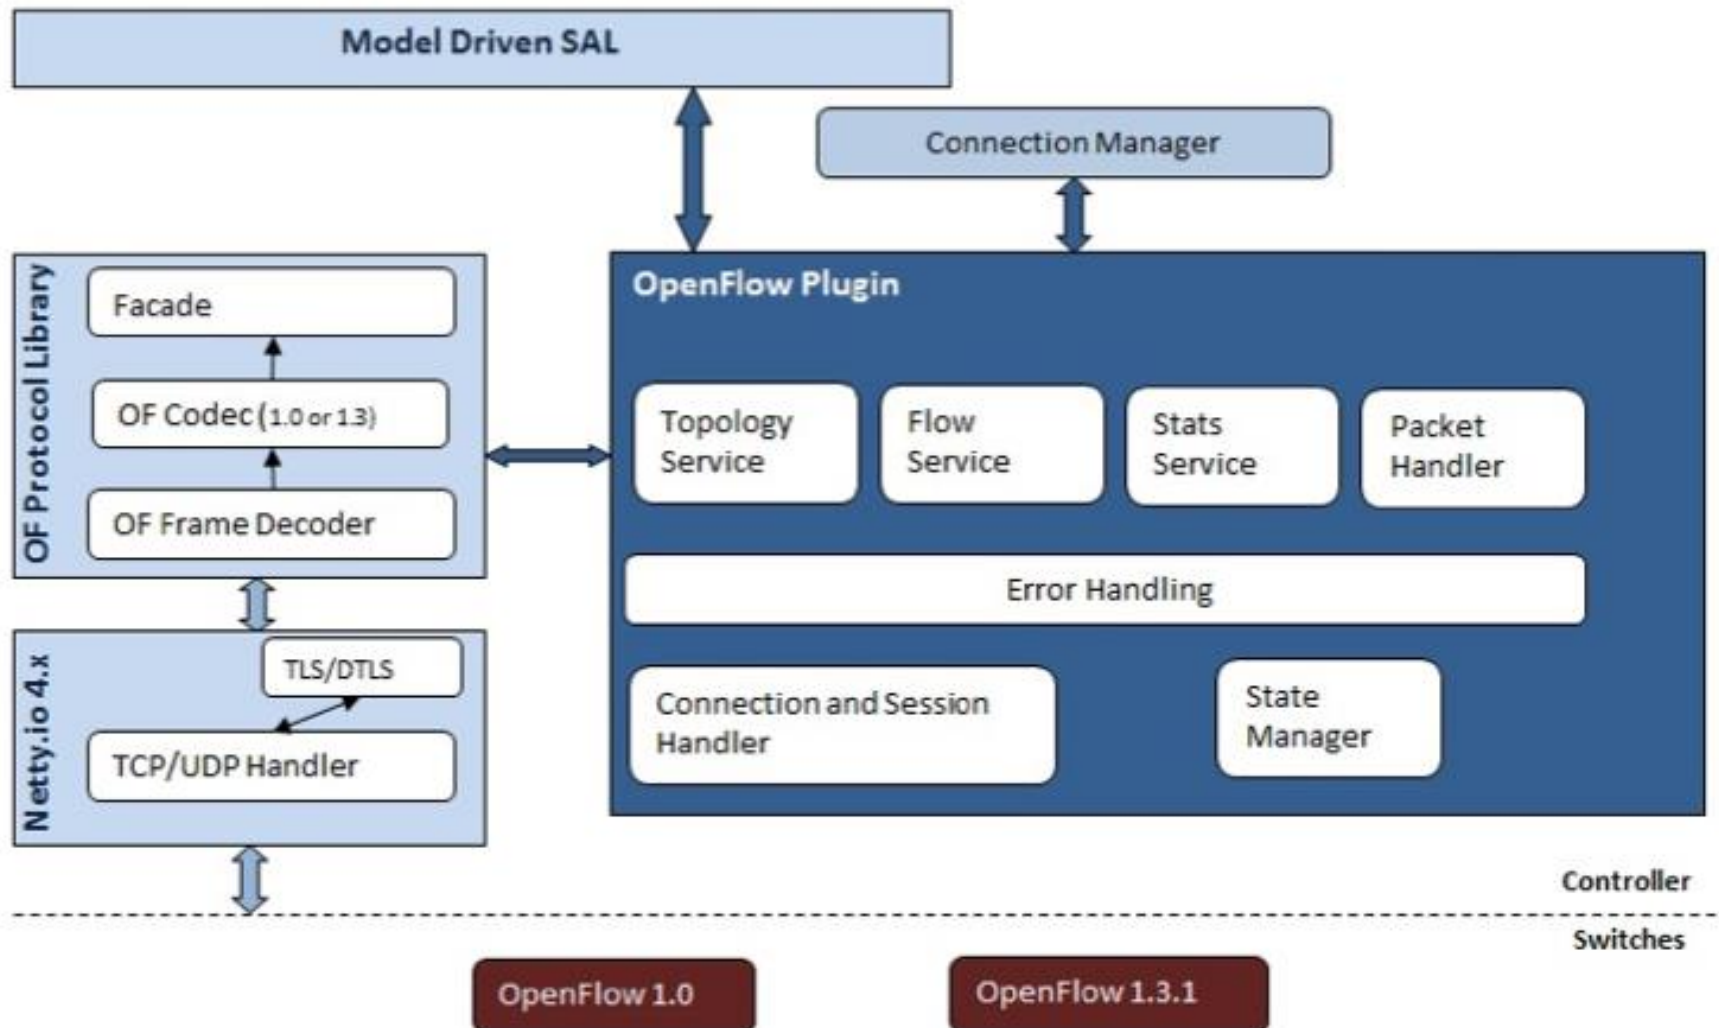 Model Driven SAL
Connection Manager
OF Protocol Library
Facade
OF Codec (1.0 or 1.3)
OF Frame Decoder
OpenFlow Plugin
Topology
Service
Flow
Service
Stats
Service
Packet
Handler
Error Handling
Connection and Session
Handler
State
Manager
Netty.io 4.x
TLS/DTLS
TCP/UDP Handler
Controller
Switches
OpenFlow 1.0
OpenFlow 1.3.1